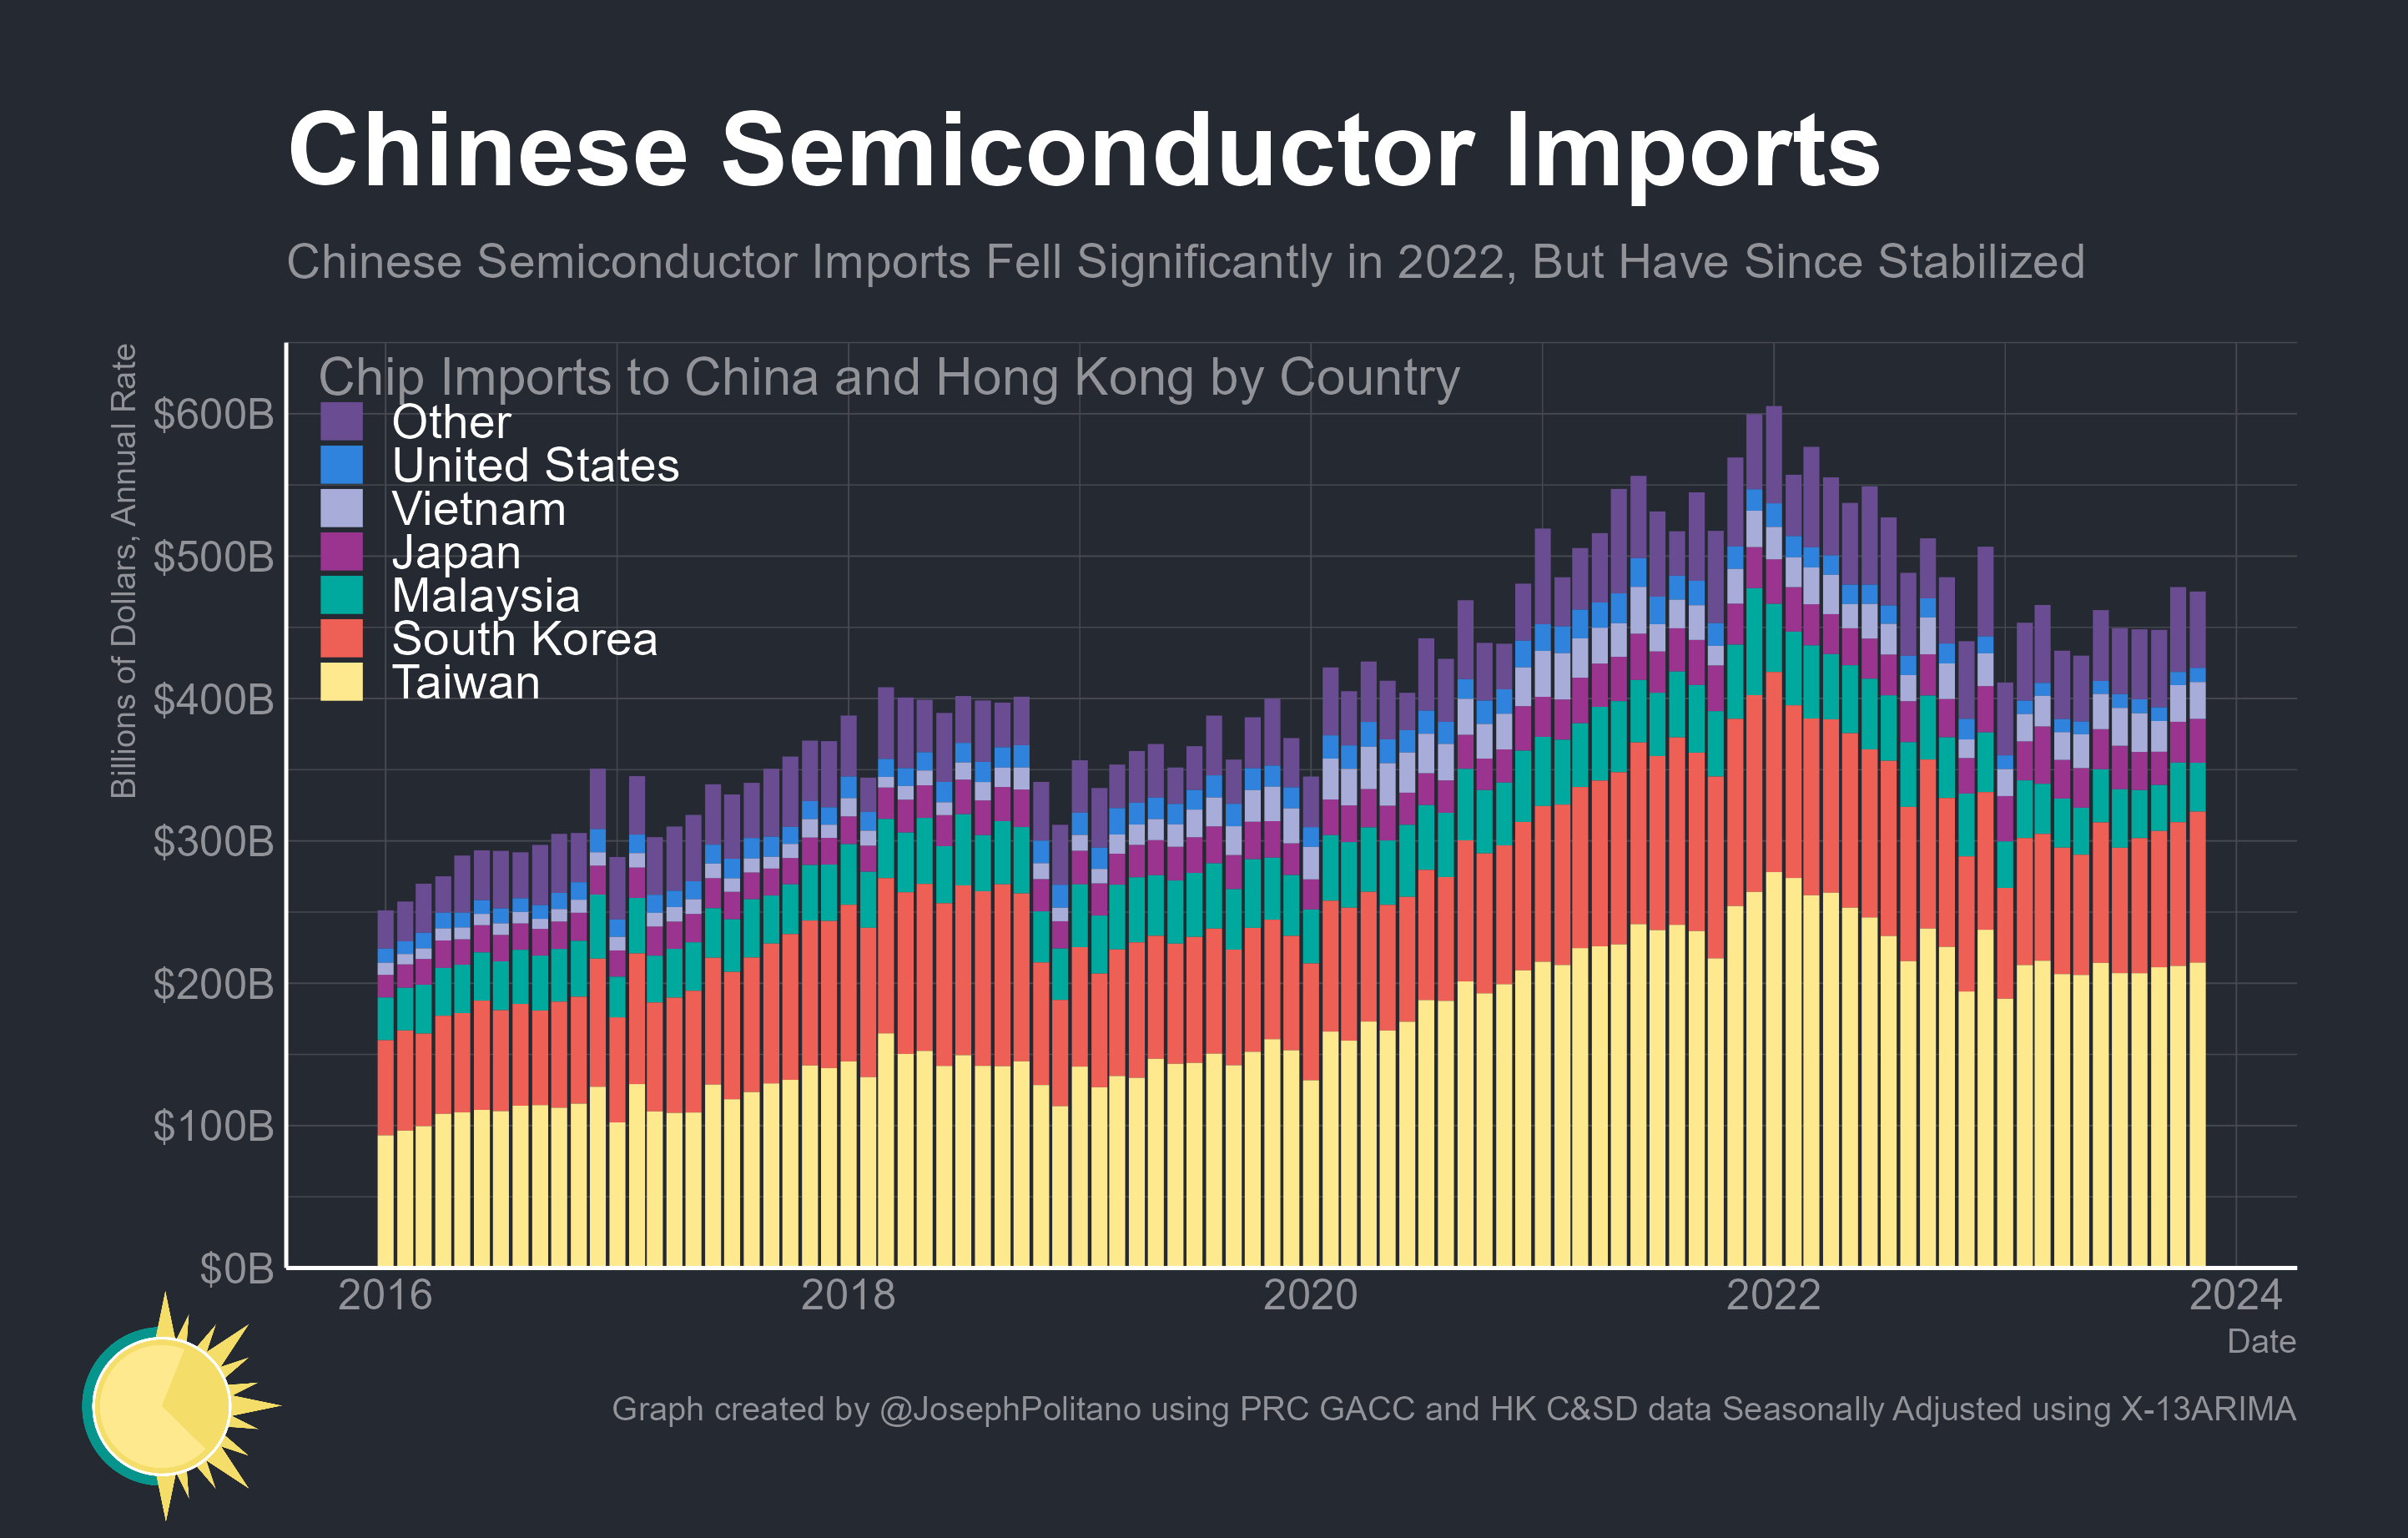 Chinese Semiconductor Imports
Chinese Semiconductor Imports Fell Significantly in 2022, But Have Since Stabilized
Billions of Dollars, Annual Rate
Chip Imports to China and Hong Kong by Country
Other
United States
Vietnam
Japan
Malaysia
South Korea
Taiwan
$600B
$500B
$400B
$300B
$200B
$100B
$0B
2016 2018 2020 2022 2024
Date
Graph created by @JosephPolitano using PRC GACC and HK C&SD data Seasonally Adjusted using X-13ARIMA